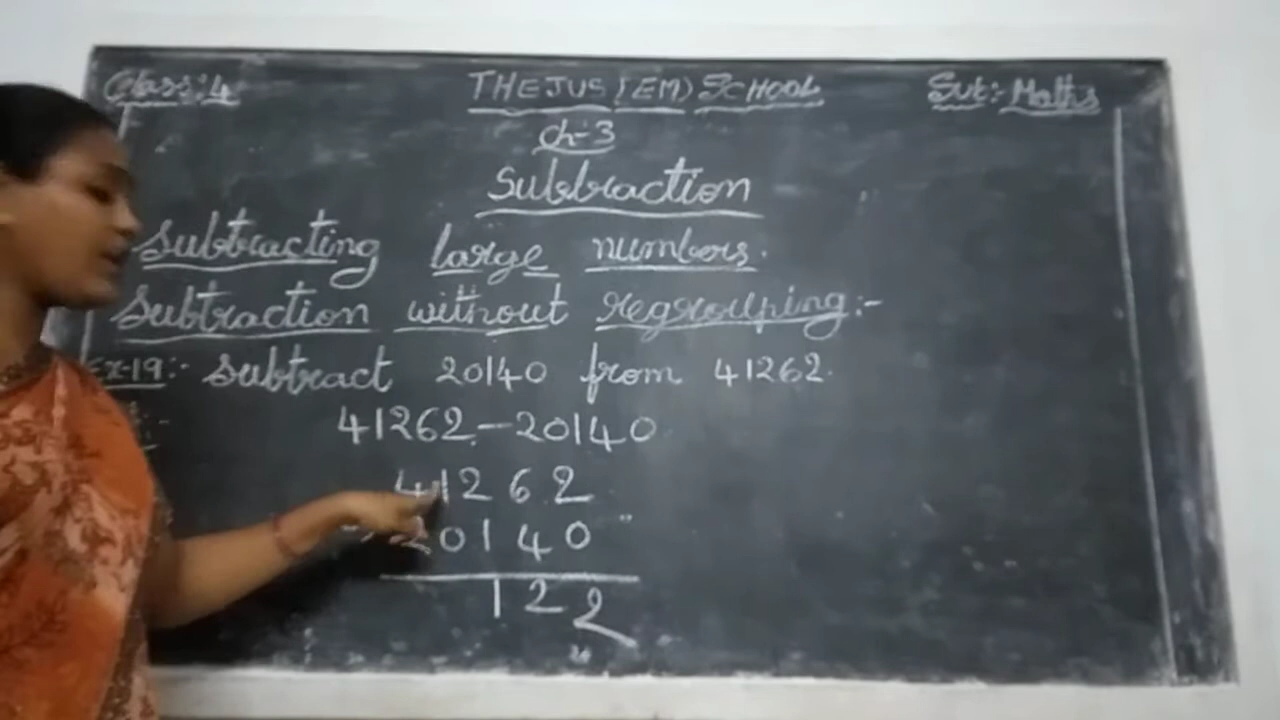 Class:4 THEJUS (EM) SCHOOL Sub:- Maths
Ch-3
Subtraction
Subtracting large numbers.
Subtraction without regrouping:-
Ex-19:- Subtract 20140 from 41262.
41262-20140
41262
20140
122